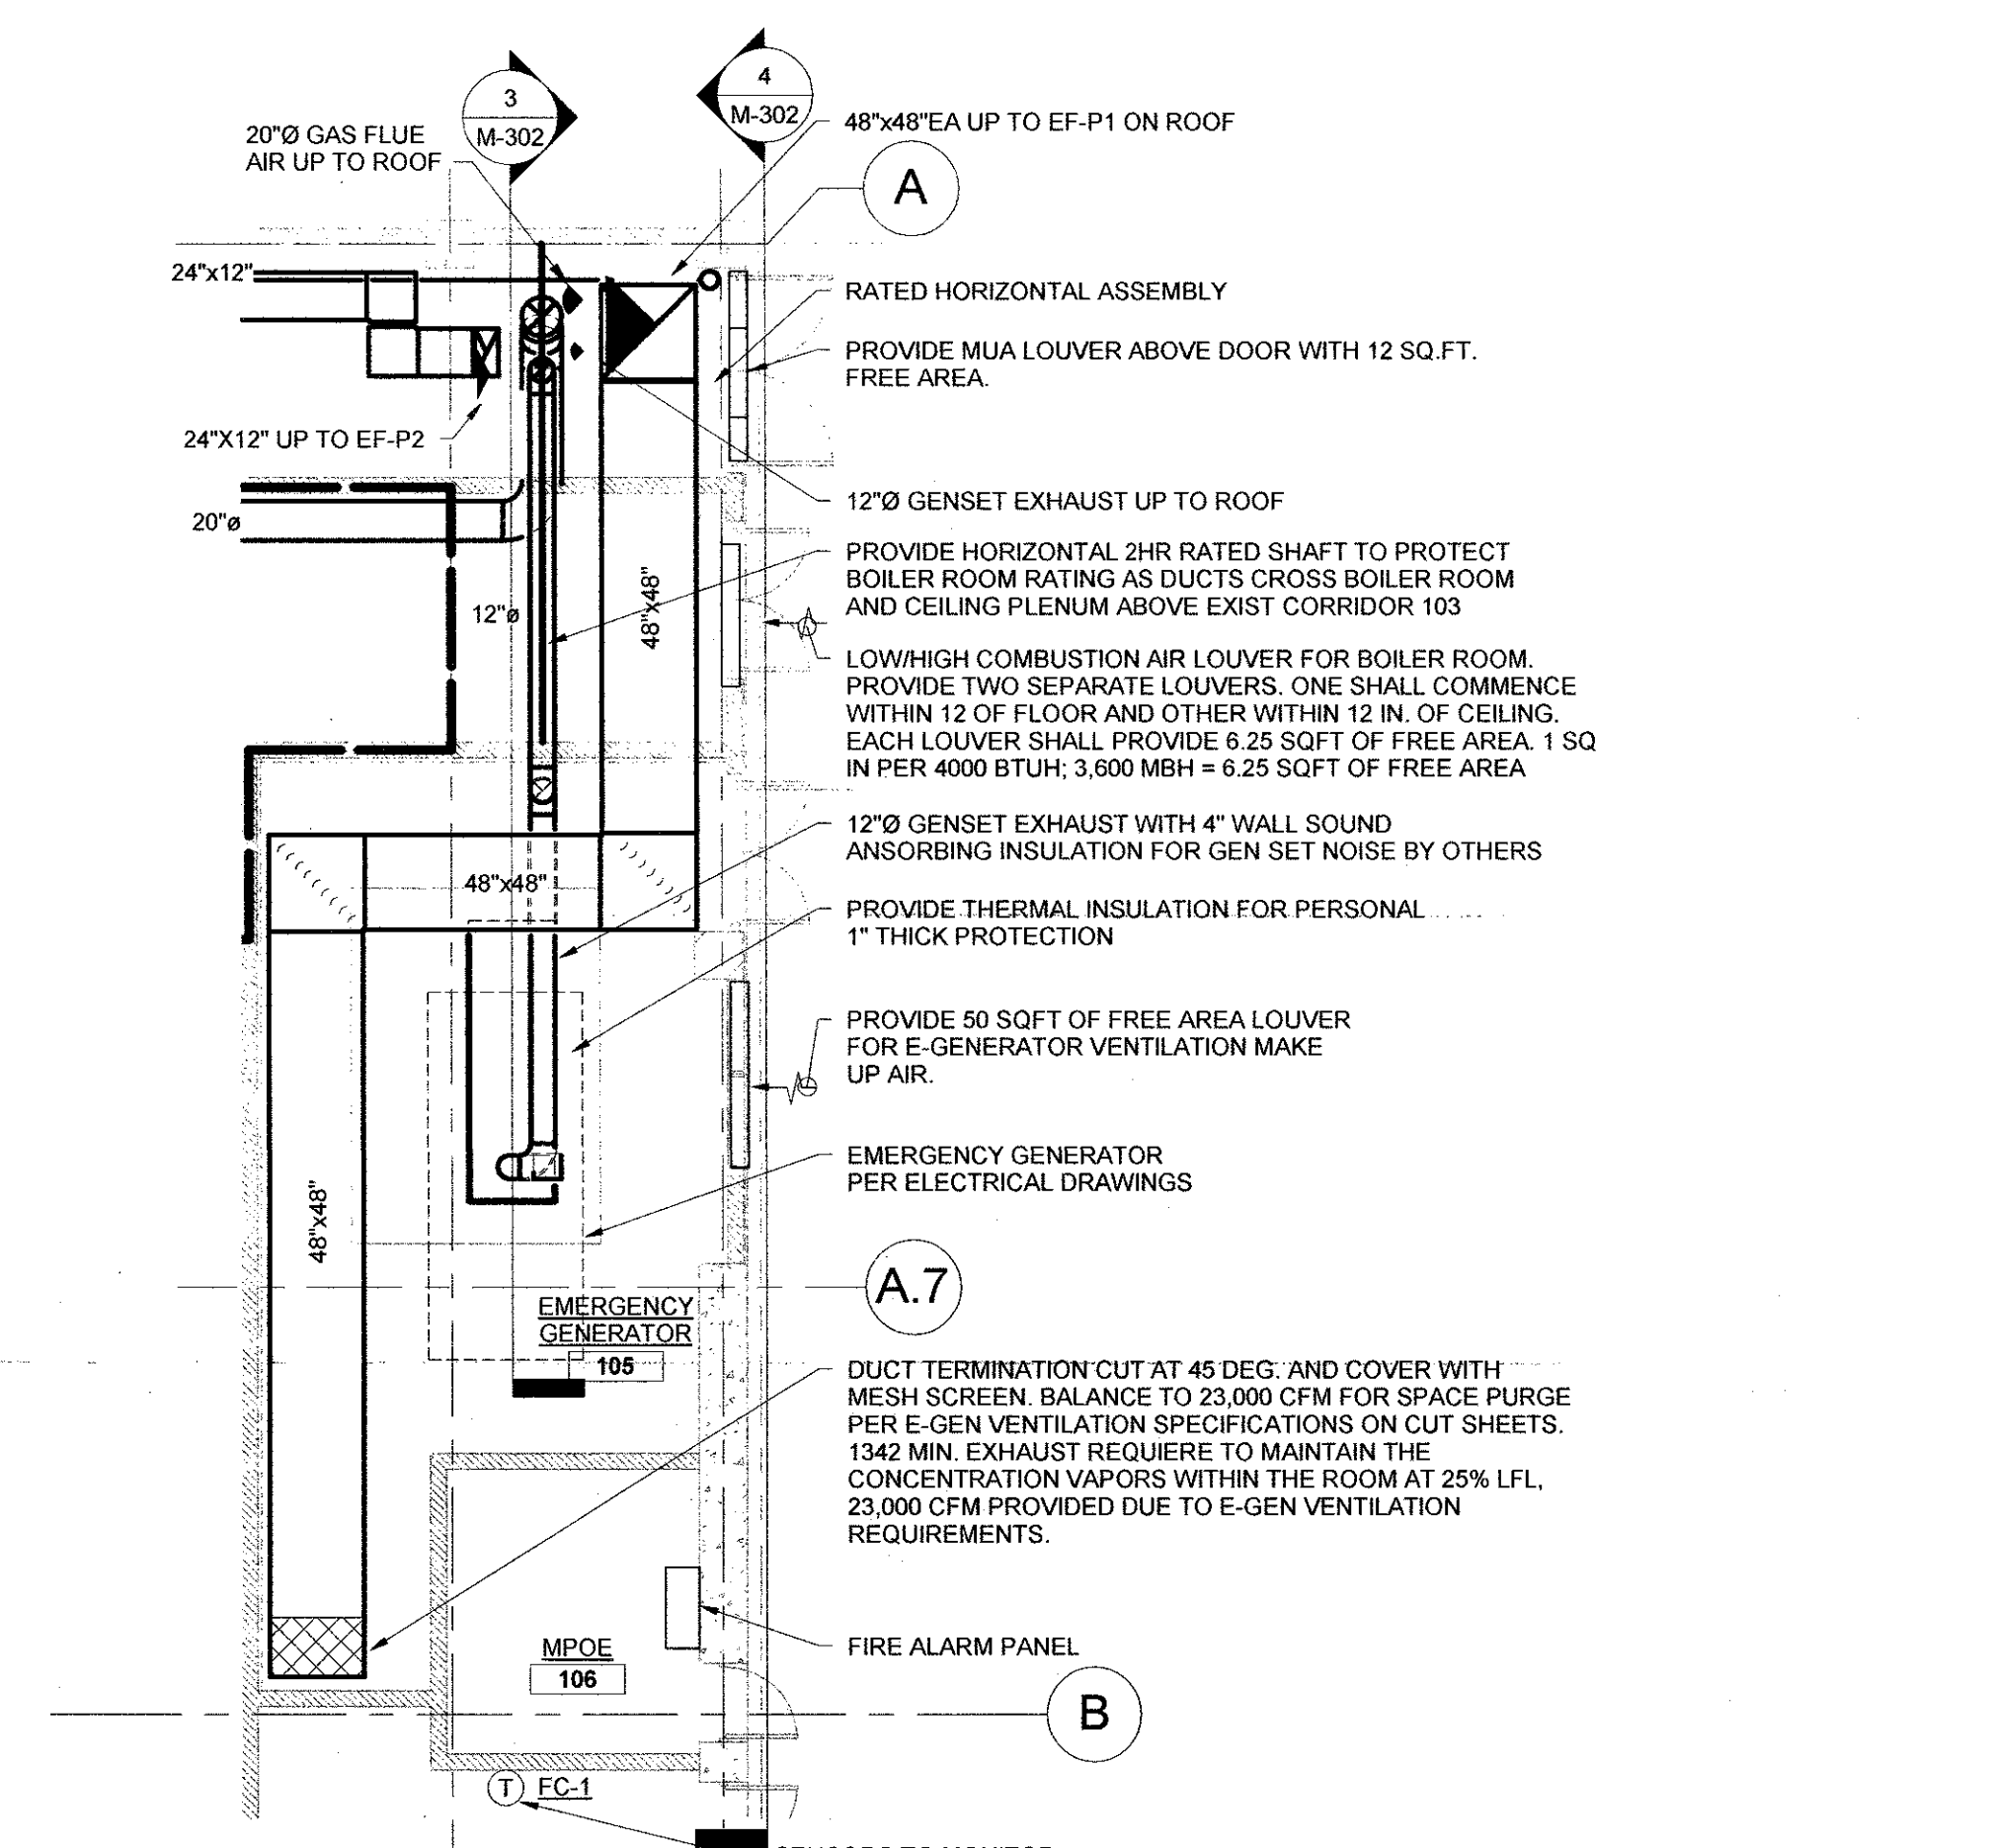 3
M-302
4
M-302
20"Ø GAS FLUE
AIR UP TO ROOF
48"x48"EA UP TO EF-P1 ON ROOF
A
24"x12"
RATED HORIZONTAL ASSEMBLY
PROVIDE MUA LOUVER ABOVE DOOR WITH 12 SQ.FT.
FREE AREA.
24"X12" UP TO EF-P2
12"Ø GENSET EXHAUST UP TO ROOF
20"ø
PROVIDE HORIZONTAL 2HR RATED SHAFT TO PROTECT
BOILER ROOM RATING AS DUCTS CROSS BOILER ROOM
AND CEILING PLENUM ABOVE EXIST CORRIDOR 103
12"ø
48"x48"
LOW/HIGH COMBUSTION AIR LOUVER FOR BOILER ROOM.
PROVIDE TWO SEPARATE LOUVERS. ONE SHALL COMMENCE
WITHIN 12 OF FLOOR AND OTHER WITHIN 12 IN. OF CEILING.
EACH LOUVER SHALL PROVIDE 6.25 SQFT OF FREE AREA. 1 SQ
IN PER 4000 BTUH; 3,600 MBH = 6.25 SQFT OF FREE AREA
12"Ø GENSET EXHAUST WITH 4" WALL SOUND
ANSORBING INSULATION FOR GEN SET NOISE BY OTHERS
48"x48"
PROVIDE THERMAL INSULATION FOR PERSONAL
1" THICK PROTECTION
PROVIDE 50 SQFT OF FREE AREA LOUVER
FOR E-GENERATOR VENTILATION MAKE
UP AIR.
EMERGENCY GENERATOR
PER ELECTRICAL DRAWINGS
48"x48"
A.7
EMERGENCY
GENERATOR
105
DUCT TERMINATION CUT AT 45 DEG. AND COVER WITH
MESH SCREEN. BALANCE TO 23,000 CFM FOR SPACE PURGE
PER E-GEN VENTILATION SPECIFICATIONS ON CUT SHEETS.
1342 MIN. EXHAUST REQUIERE TO MAINTAIN THE
CONCENTRATION VAPORS WITHIN THE ROOM AT 25% LFL,
23,000 CFM PROVIDED DUE TO E-GEN VENTILATION
REQUIREMENTS.
FIRE ALARM PANEL
MPOE
106
B
T FC-1